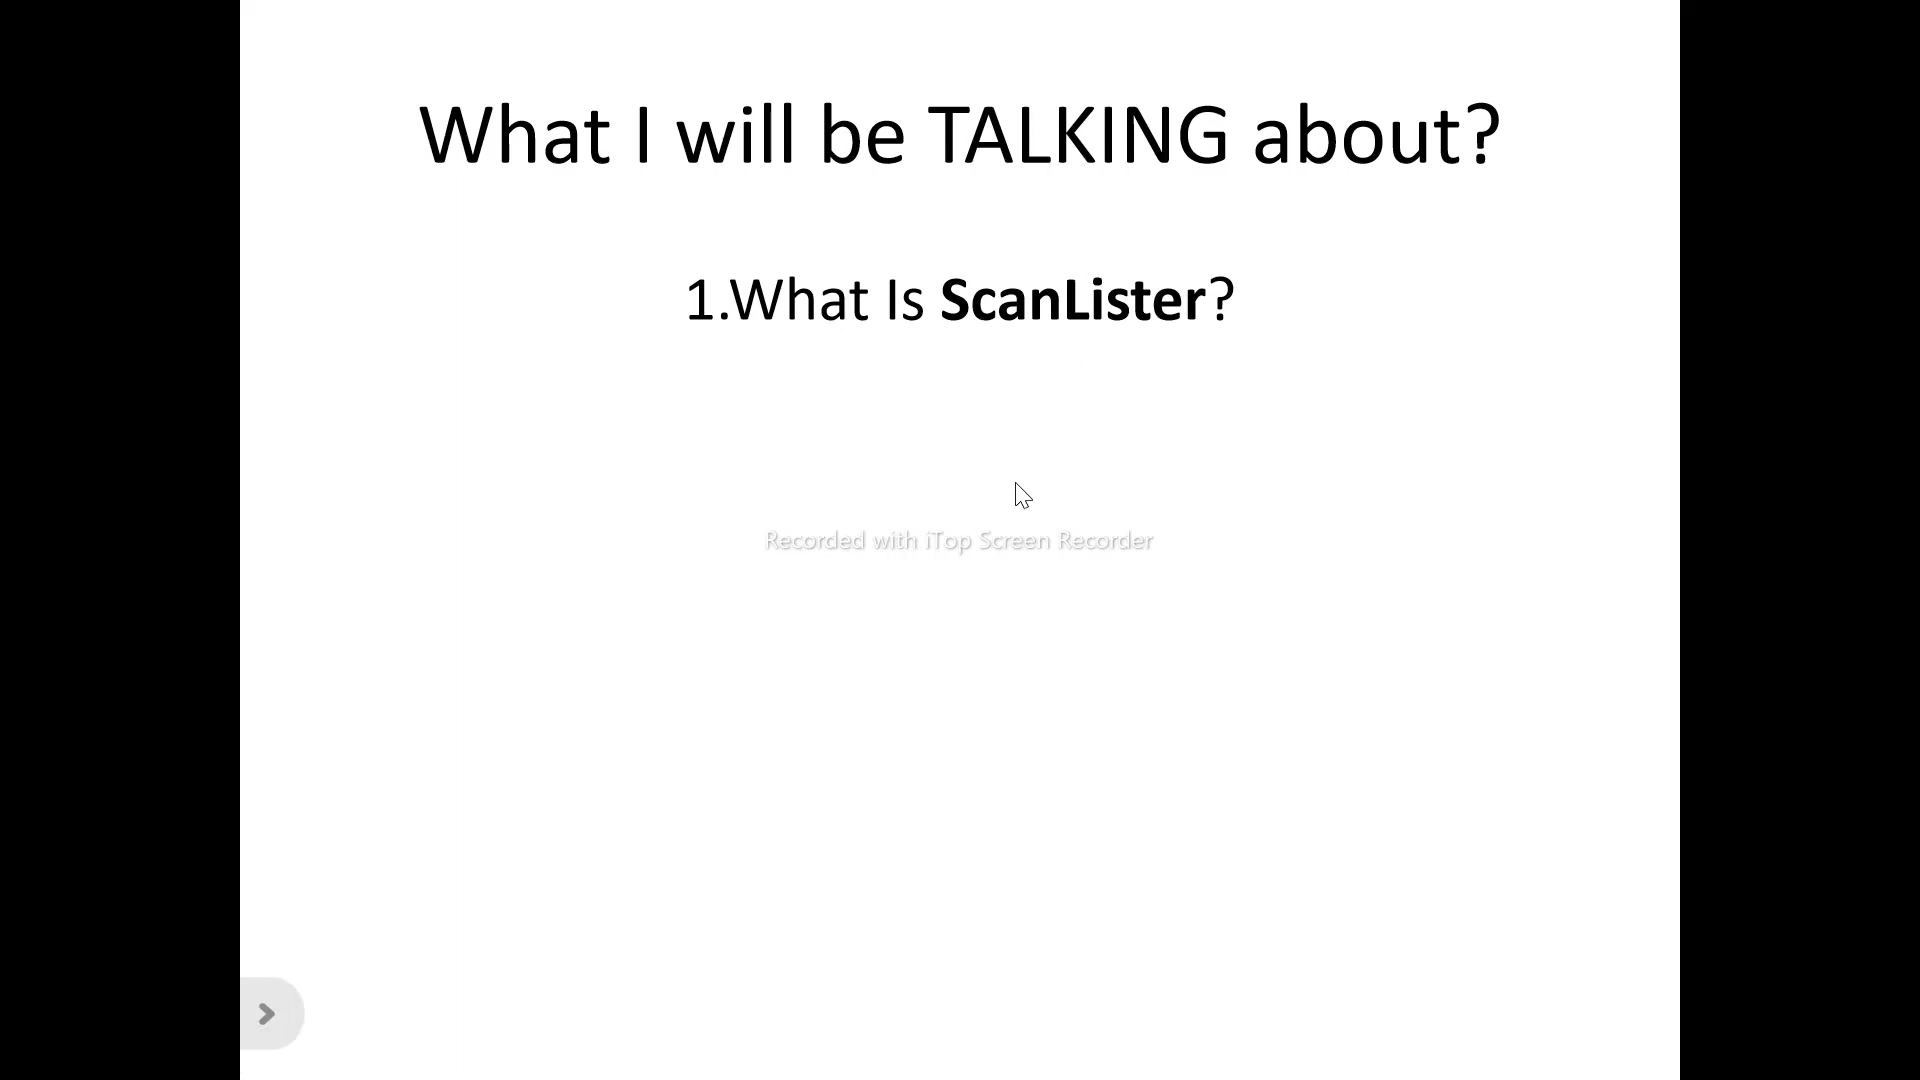 What I will be TALKING about?
1.What Is ScanLister?
Recorded with iTop Screen Recorder